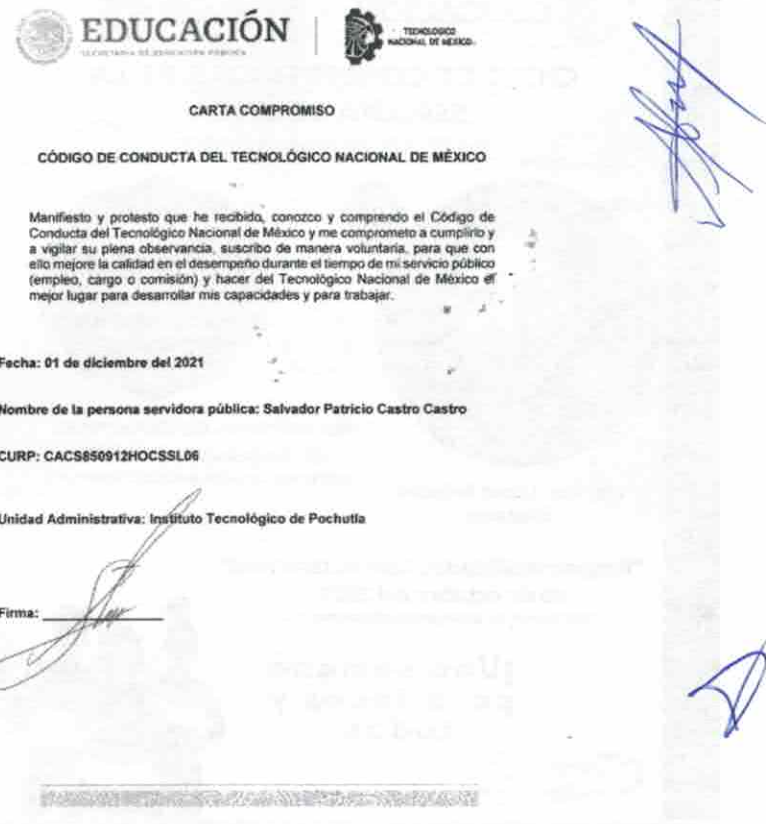 EDUCACIÓN
SECRETARÍA DE EDUCACIÓN PÚBLICA
TECNOLÓGICO
NACIONAL DE MÉXICO
CARTA COMPROMISO
CÓDIGO DE CONDUCTA DEL TECNOLÓGICO NACIONAL DE MÉXICO
Manifiesto y protesto que he recibido, conozco y comprendo el Código de
Conducta del Tecnológico Nacional de México y me comprometo a cumplirlo y
a vigilar su plena observancia, suscribo de manera voluntaria, para que con
ello mejore la calidad en el desempeño durante el tiempo de mi servicio público
(empleo, cargo o comisión) y hacer del Tecnológico Nacional de México el
mejor lugar para desarrollar mis capacidades y para trabajar.
Fecha: 01 de diciembre del 2021
Nombre de la persona servidora pública: Salvador Patricio Castro Castro
CURP: CACS850912HOCSSL06
Unidad Administrativa: Instituto Tecnológico de Pochutla
Firma: